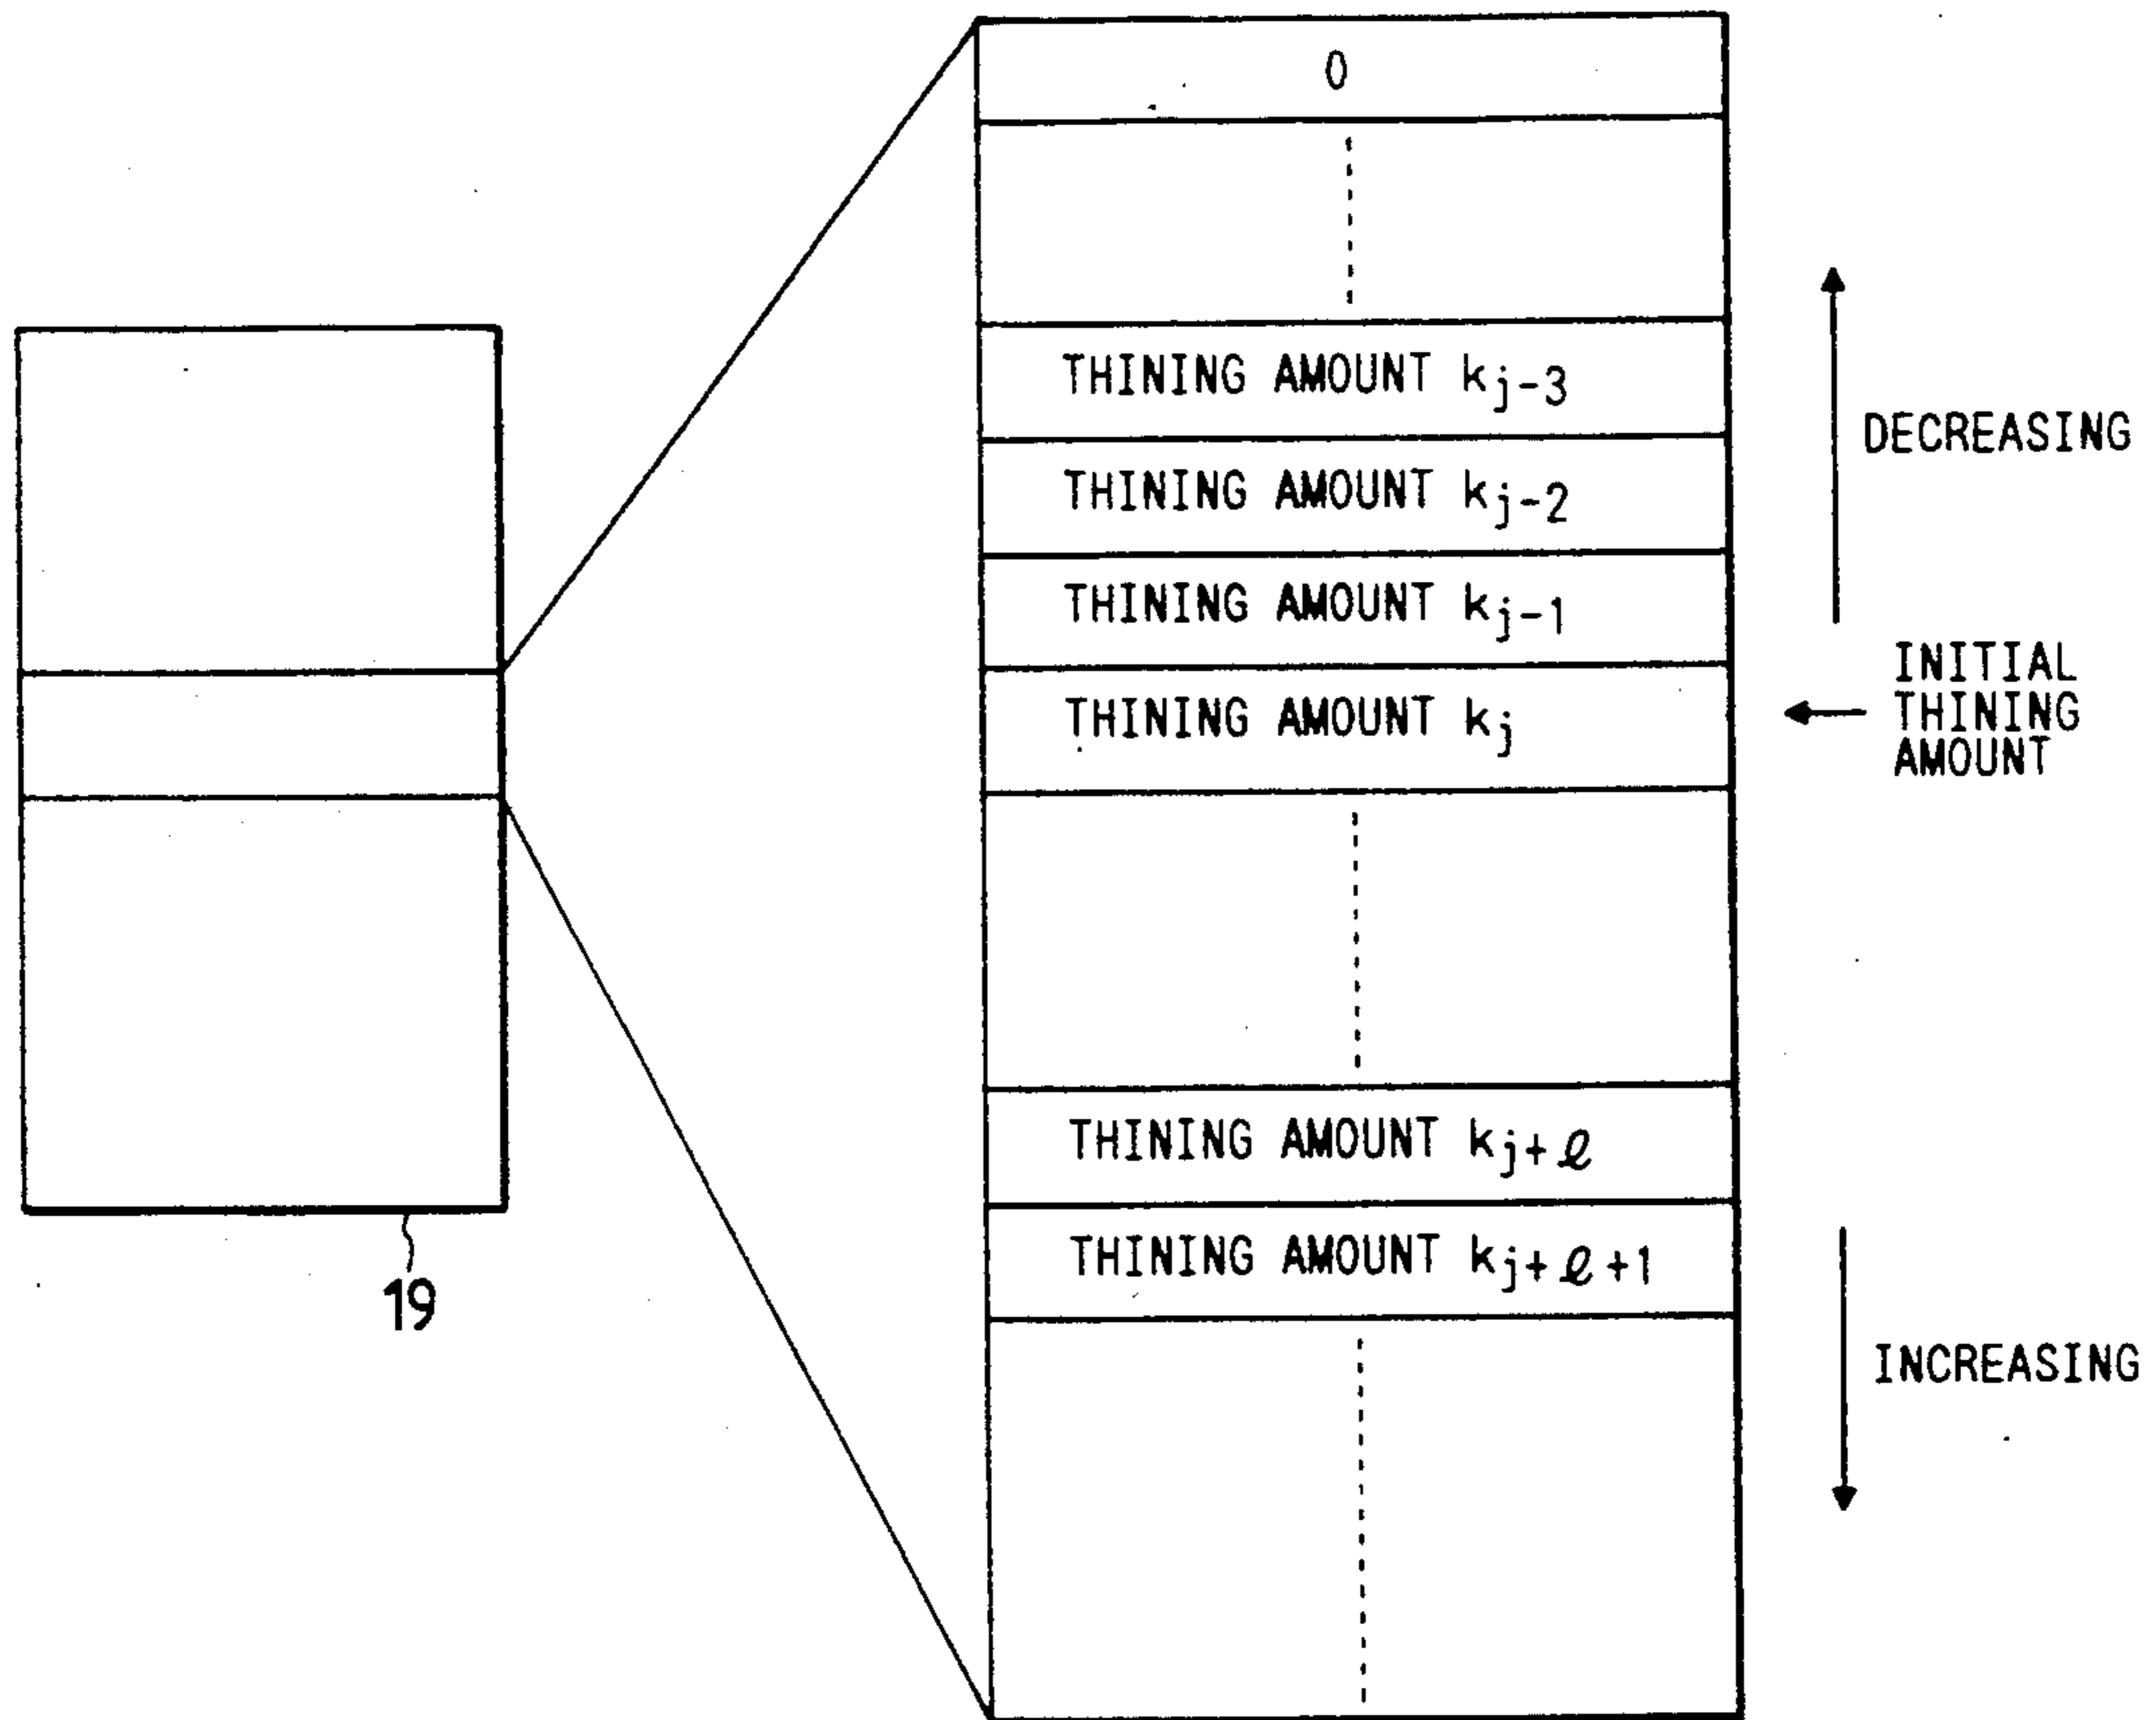 0
THINING AMOUNT kj-3
THINING AMOUNT kj-2
THINING AMOUNT kj-1
THINING AMOUNT kj
THINING AMOUNT kj+ℓ
THINING AMOUNT kj+ℓ+1
DECREASING
INITIAL
THINING
AMOUNT
INCREASING
19